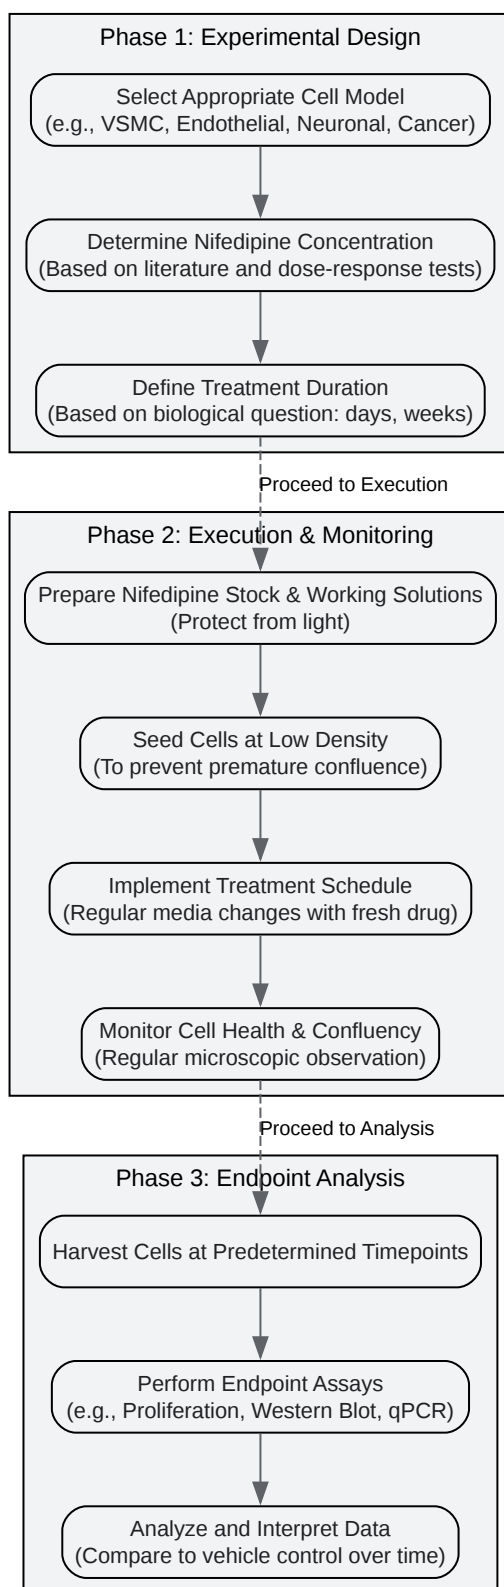 Phase 1: Experimental Design
Select Appropriate Cell Model
(e.g., VSMC, Endothelial, Neuronal, Cancer)
Determine Nifedipine Concentration
(Based on literature and dose-response tests)
Define Treatment Duration
(Based on biological question: days, weeks)
Proceed to Execution
Phase 2: Execution & Monitoring
Prepare Nifedipine Stock & Working Solutions
(Protect from light)
Seed Cells at Low Density
(To prevent premature confluence)
Implement Treatment Schedule
(Regular media changes with fresh drug)
Monitor Cell Health & Confluency
(Regular microscopic observation)
Proceed to Analysis
Phase 3: Endpoint Analysis
Harvest Cells at Predetermined Timepoints
Perform Endpoint Assays
(e.g., Proliferation, Western Blot, qPCR)
Analyze and Interpret Data
(Compare to vehicle control over time)